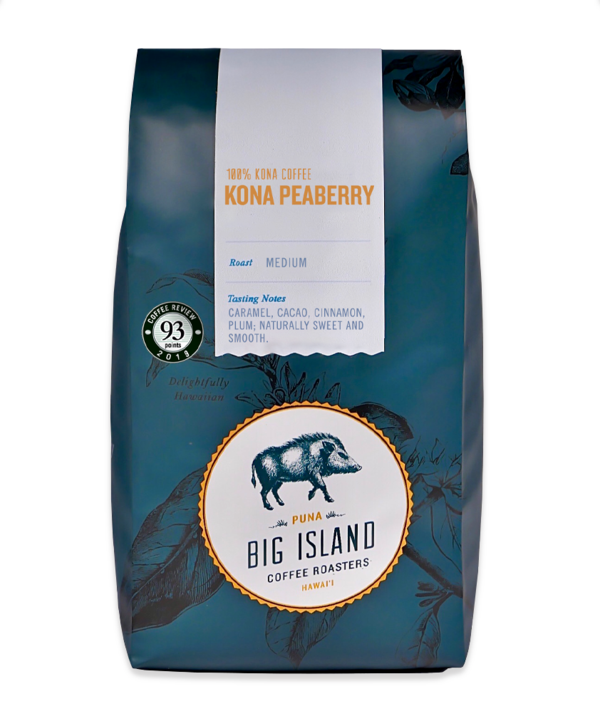 100% KONA COFFEE
KONA PEABERRY
Roast MEDIUM
Tasting Notes
CARAMEL, CACAO, CINNAMON,
PLUM; NATURALLY SWEET AND
SMOOTH.
COFFEE REVIEW
93
points
2018
Delightfully
Hawaiian
PUNA
BIG ISLAND
COFFEE ROASTERS
HAWAI'I